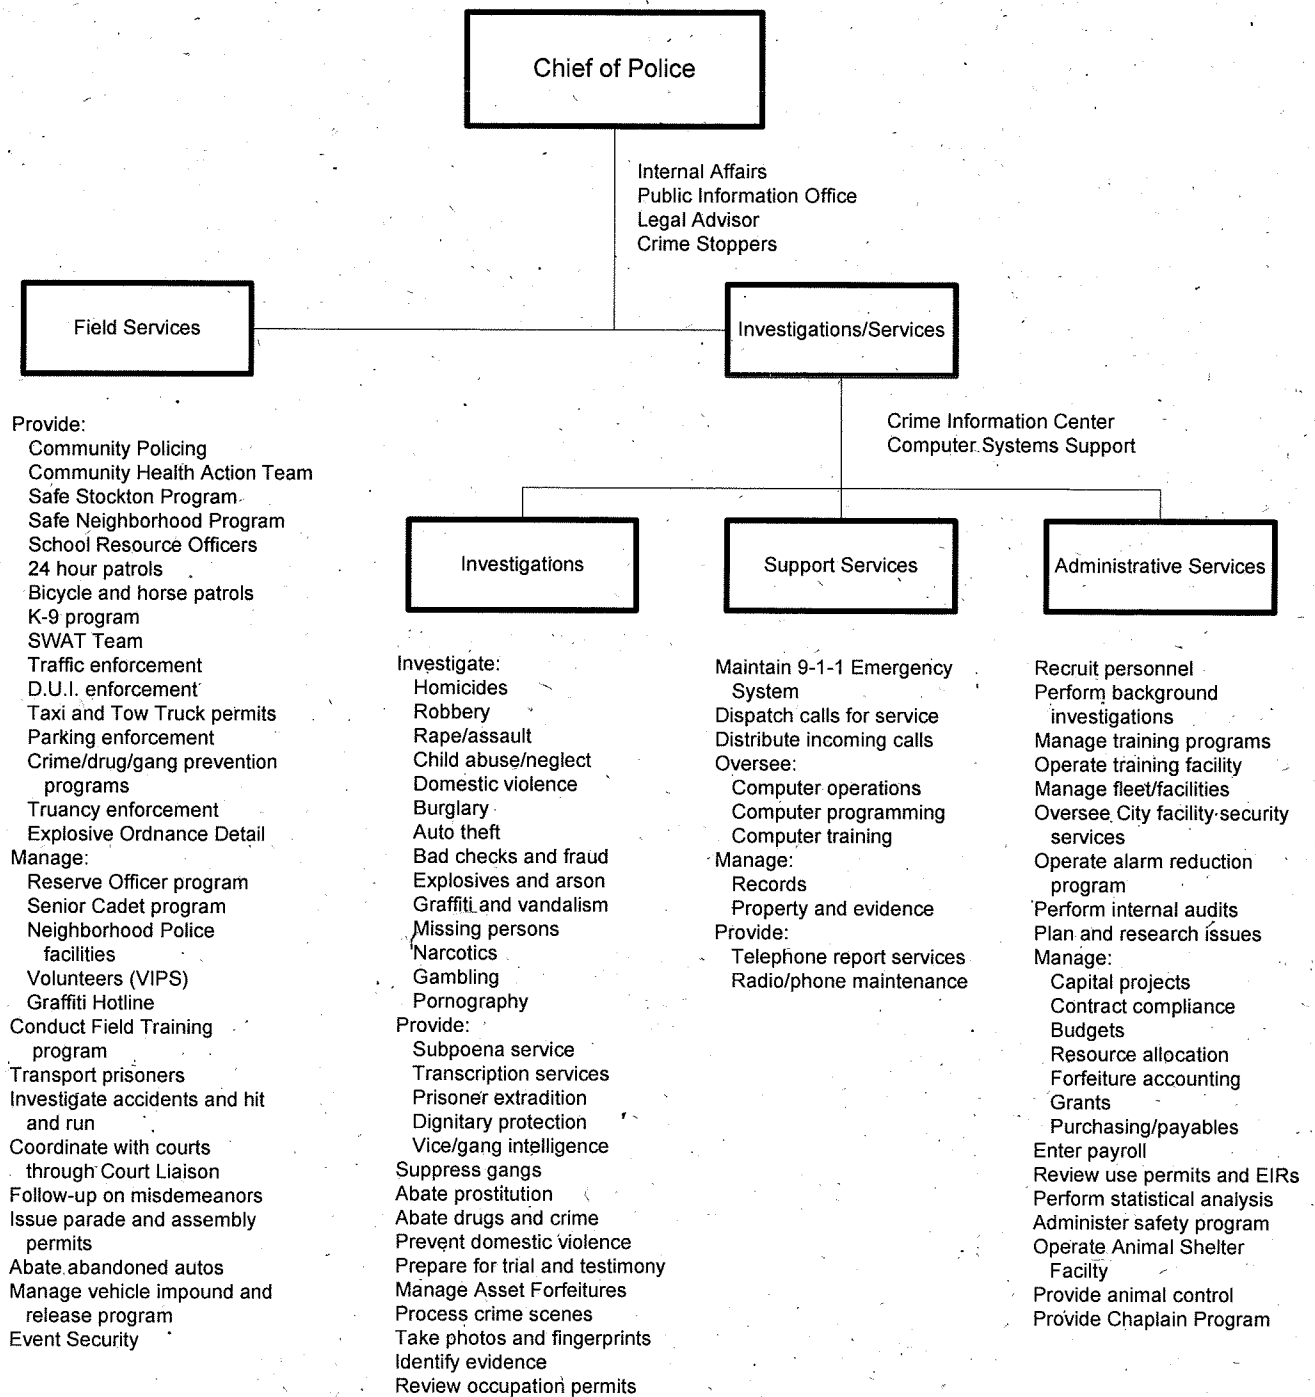 Chief of Police
Internal Affairs
Public Information Office
Legal Advisor
Crime Stoppers
Field Services
Investigations/Services
Provide:
Community Policing
Community Health Action Team
Safe Stockton Program
Safe Neighborhood Program
School Resource Officers
24 hour patrols
Bicycle and horse patrols
K-9 program
SWAT Team
Traffic enforcement
D.U.I. enforcement
Taxi and Tow Truck permits
Parking enforcement
Crime/drug/gang prevention
programs
Truancy enforcement
Explosive Ordnance Detail
Manage:
Reserve Officer program
Senior Cadet program
Neighborhood Police
facilities
Volunteers (VIPS)
Graffiti Hotline
Conduct Field Training
program
Transport prisoners
Investigate accidents and hit
and run
Coordinate with courts
through Court Liaison
Follow-up on misdemeanors
Issue parade and assembly
permits
Abate abandoned autos
Manage vehicle impound and
release program
Event Security
Crime Information Center
Computer Systems Support
Investigations
Support Services
Administrative Services
Investigate:
Homicides
Robbery
Rape/assault
Child abuse/neglect
Domestic violence
Burglary
Auto theft
Bad checks and fraud
Explosives and arson
Graffiti and vandalism
Missing persons
Narcotics
Gambling
Pornography
Provide:
Subpoena service
Transcription services
Prisoner extradition
Dignitary protection
Vice/gang intelligence
Suppress gangs
Abate prostitution
Abate drugs and crime
Prevent domestic violence
Prepare for trial and testimony
Manage Asset Forfeitures
Process crime scenes
Take photos and fingerprints
Identify evidence
Review occupation permits
Maintain 9-1-1 Emergency
System
Dispatch calls for service
Distribute incoming calls
Oversee:
Computer operations
Computer programming
Computer training
Manage:
Records
Property and evidence
Provide:
Telephone report services
Radio/phone maintenance
Recruit personnel
Perform background
investigations
Manage training programs
Operate training facility
Manage fleet/facilities
Oversee City facility security
services
Operate alarm reduction
program
Perform internal audits
Plan and research issues
Manage:
Capital projects
Contract compliance
Budgets
Resource allocation
Forfeiture accounting
Grants
Purchasing/payables
Enter payroll
Review use permits and EIRs
Perform statistical analysis
Administer safety program
Operate Animal Shelter
Facilty
Provide animal control
Provide Chaplain Program